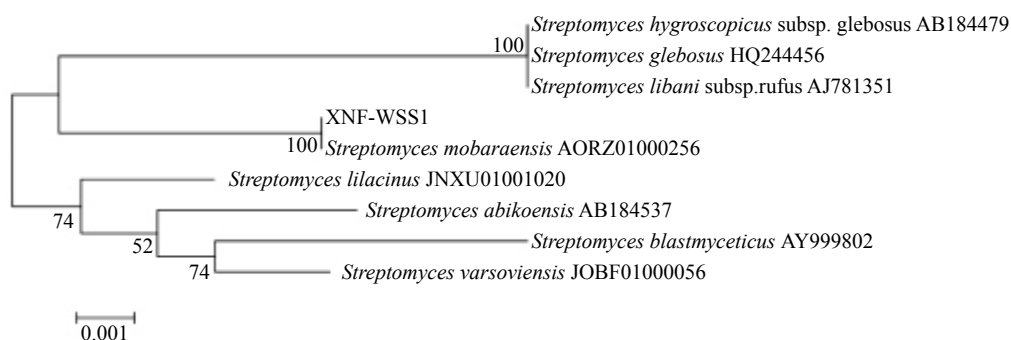 Streptomyces hygroscopicus subsp. glebosus AB184479
100
Streptomyces glebosus HQ244456
Streptomyces libani subsp.rufus AJ781351
XNF-WSS1
100
Streptomyces mobaraensis AORZ01000256
Streptomyces lilacinus JNXU01001020
74
Streptomyces abikoensis AB184537
52
Streptomyces blastmyceticus AY999802
74
Streptomyces varsoviensis JOBF01000056
0.001